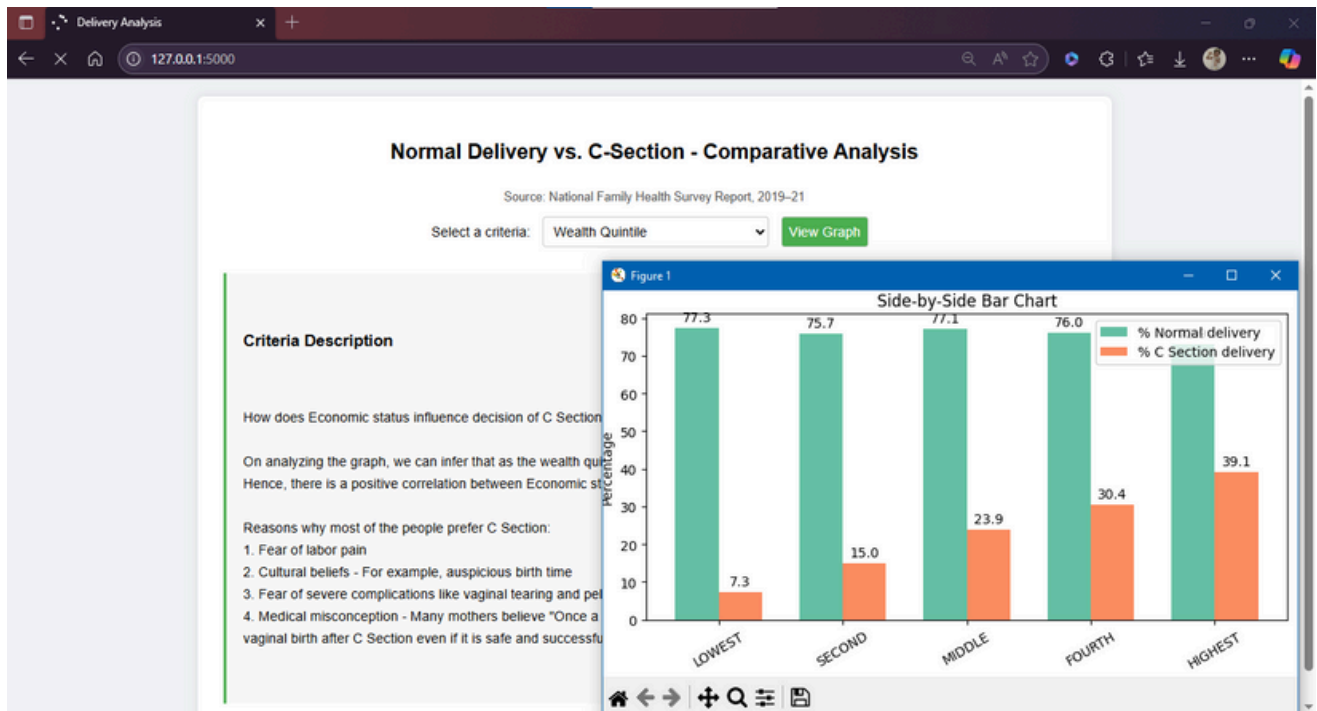 Delivery Analysis
127.0.0.1:5000
Normal Delivery vs. C-Section - Comparative Analysis
Source: National Family Health Survey Report, 2019–21
Select a criteria: Wealth Quintile View Graph
Criteria Description
How does Economic status influence decision of C Section
On analyzing the graph, we can infer that as the wealth
Hence, there is a positive correlation between Economic
Reasons why most of the people prefer C Section:
1. Fear of labor pain
2. Cultural beliefs - For example, auspicious birth time
3. Fear of severe complications like vaginal tearing and
4. Medical misconception - Many mothers believe "Once a
vaginal birth after C Section even if it is safe and
Figure 1
Side-by-Side Bar Chart
% Normal delivery
% C Section delivery
Percentage
80
70
60
50
40
30
20
10
0
77.3
7.3
75.7
15.0
77.1
23.9
76.0
30.4
39.1
LOWEST
SECOND
MIDDLE
FOURTH
HIGHEST